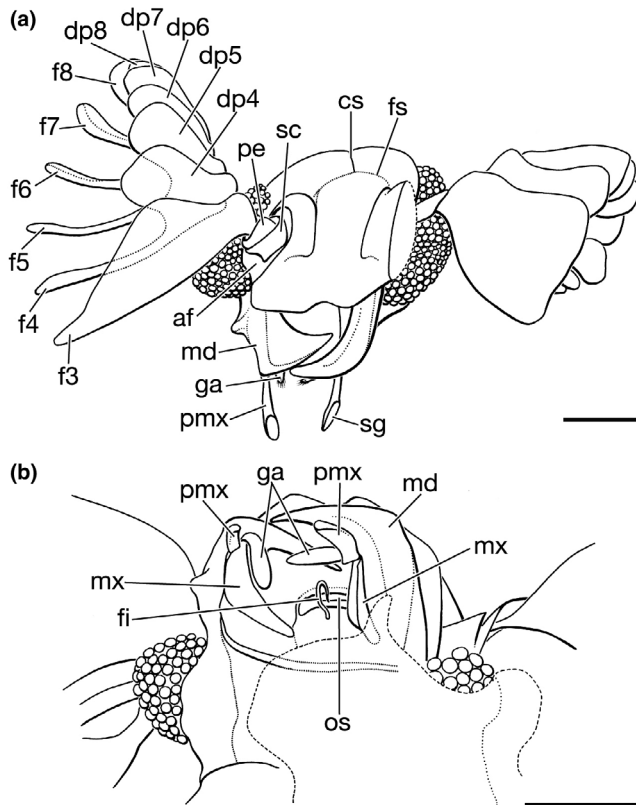 (a)
dp8
dp7
dp6
dp5
dp4
f8
f7
f6
f5
f4
f3
pe
sc
cs
fs
af
md
ga
pmx
sg
(b)
pmx
ga
pmx
md
mx
mx
fi
os